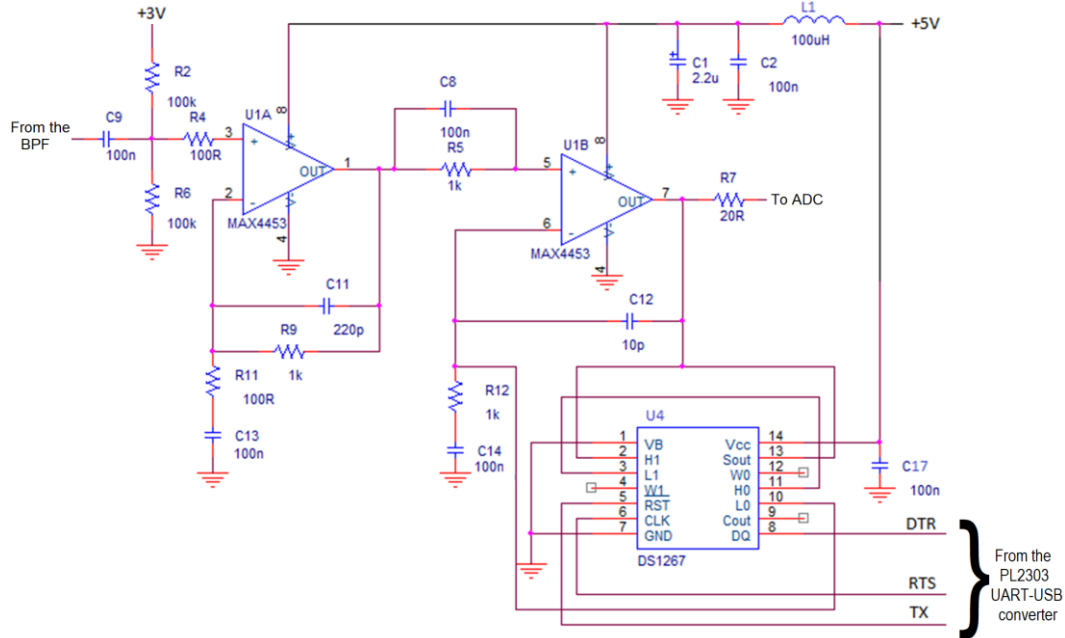 +3V
R2
100k
From the
BPF
C9
100n
R4
100R
R6
100k
U1A
8
3
+
2
-
V+
OUT
1
V-
4
MAX4453
C8
100n
R5
1k
U1B
8
5
+
6
-
V+
OUT
7
V-
4
MAX4453
C1
+
2.2u
C2
100n
L1
100uH
+5V
R7
20R
To ADC
C11
220p
R9
1k
R11
100R
C13
100n
C12
10p
R12
1k
C14
100n
U4
1 VB Vcc 14
2 H1 Sout 13
3 L1 W0 12
4 W1 H0 11
5 RST L0 10
6 CLK Cout 9
7 GND DQ 8
DS1267
C17
100n
DTR
RTS
TX
}
From the
PL2303
UART-USB
converter